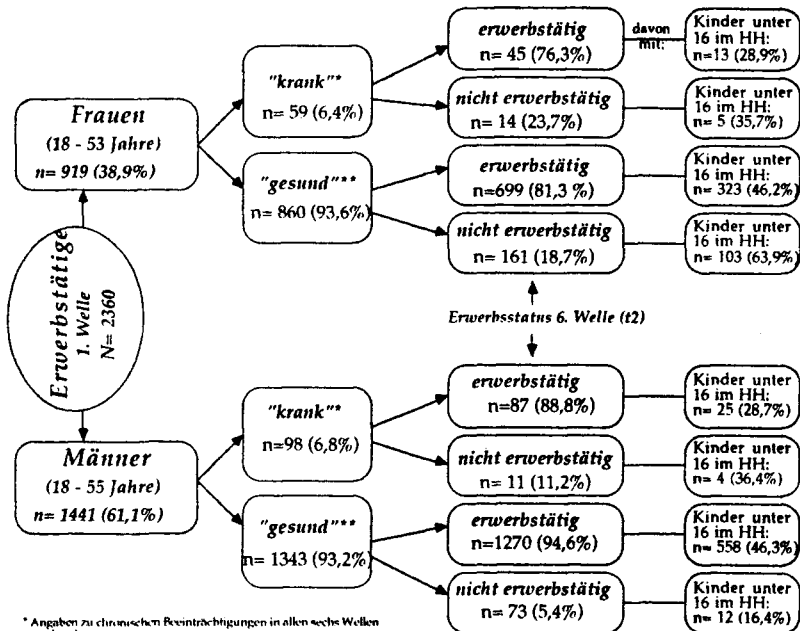 Erwerbstätige
1. Welle
N= 2360
Frauen
(18 - 53 Jahre)
n= 919 (38,9%)
"krank"*
n= 59 (6,4%)
erwerbstätig
n= 45 (76,3%)
davon
mit:
Kinder unter
16 im HH:
n=13 (28,9%)
nicht erwerbstätig
n= 14 (23,7%)
Kinder unter
16 im HH:
n= 5 (35,7%)
"gesund"**
n= 860 (93,6%)
erwerbstätig
n=699 (81,3 %)
Kinder unter
16 im HH:
n= 323 (46,2%)
nicht erwerbstätig
n= 161 (18,7%)
Kinder unter
16 im HH:
n= 103 (63,9%)
Erwerbsstatus 6. Welle (t2)
Männer
(18 - 55 Jahre)
n= 1441 (61,1%)
"krank"*
n=98 (6,8%)
erwerbstätig
n=87 (88,8%)
Kinder unter
16 im HH:
n= 25 (28,7%)
nicht erwerbstätig
n= 11 (11,2%)
Kinder unter
16 im HH:
n= 4 (36,4%)
"gesund"**
n= 1343 (93,2%)
erwerbstätig
n=1270 (94,6%)
Kinder unter
16 im HH:
n= 558 (46,3%)
nicht erwerbstätig
n= 73 (5,4%)
Kinder unter
16 im HH:
n= 12 (16,4%)
* Angaben zu chronischen Beeinträchtigungen in allen sechs Wellen